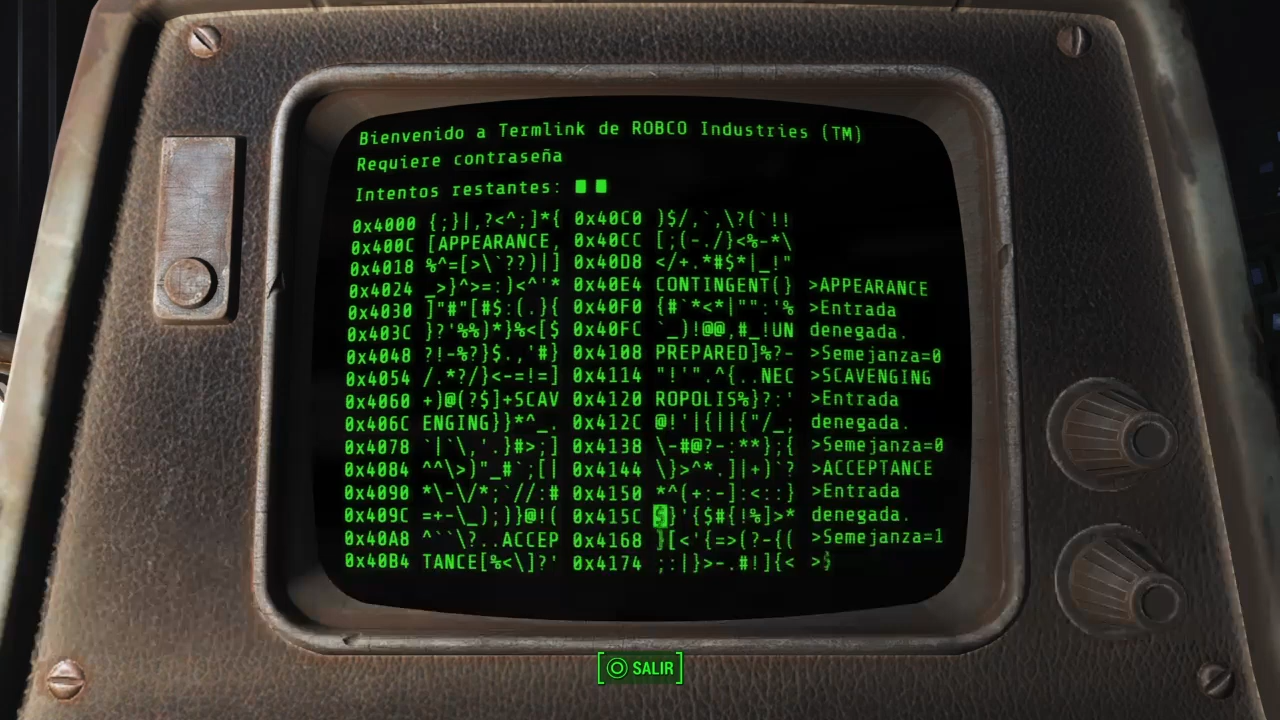 Bienvenido a Termlink de ROBCO Industries (TM)
Requiere contraseña
Intentos restantes:
0x4000 {;}|,?<^;]*{ 0x40C0 )$/,`,\?(`!!
0x400C [APPEARANCE, 0x40CC [;(-./}<%-*\
0x4018 %^=[>\`??)|] 0x40D8 </+.*#$*|_!"
0x4024 _>}^>=:)<^'* 0x40E4 CONTINGENT(} >APPEARANCE
0x4030 ]"#"[#$:(.}{ 0x40F0 {#`*<*|"":'% >Entrada
0x403C }?'%%)*}%<[$ 0x40FC `_)!@@,#_!UN denegada.
0x4048 ?!-%?}$.,'#} 0x4108 PREPARED]%?- >Semejanza=0
0x4054 /.*?/}<-=!=] 0x4114 "!'".^{..NEC >SCAVENGING
0x4060 +)@(?$]+SCAV 0x4120 ROPOLIS%}?:' >Entrada
0x406C ENGING}}*^_. 0x412C @!'|{||{"/_; denegada.
0x4078 `|`\,'.}#>;] 0x4138 \-#@?-:**};{ >Semejanza=0
0x4084 ^^\>)"_#`;[| 0x4144 \}>^*.]|+)`? >ACCEPTANCE
0x4090 *\-\/*;`//:# 0x4150 *^(+:-]:<::} >Entrada
0x409C =+-\_);)}@!( 0x415C $}'{$#{!%]>* denegada.
0x40A8 ^``\?..ACCEP 0x4168 }[<'{=>(?-{( >Semejanza=1
0x40B4 TANCE[%<\]?' 0x4174 ;:|}>-.#!]{< >$
SALIR